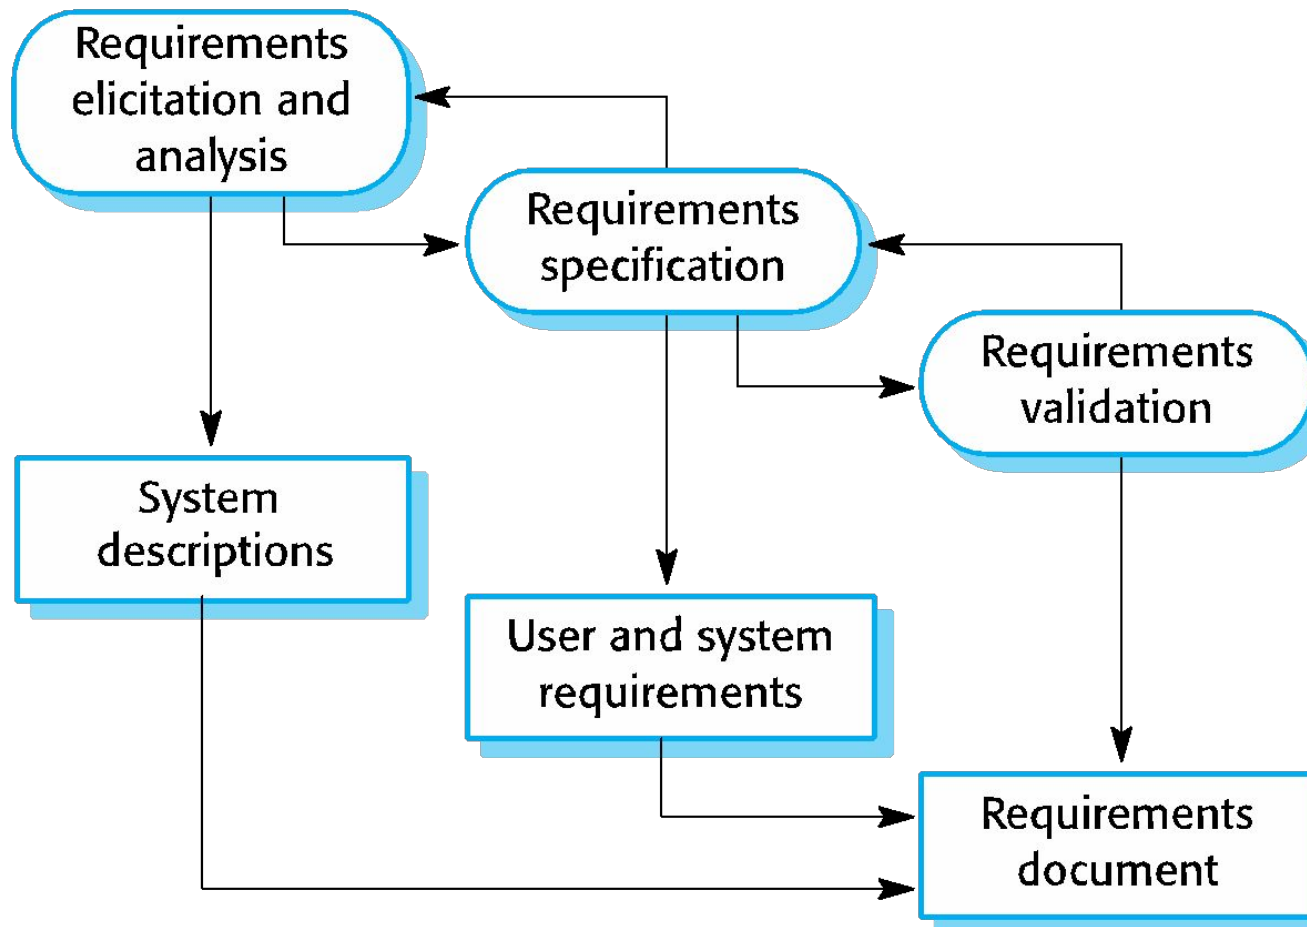 Requirements
elicitation and
analysis
Requirements
specification
Requirements
validation
System
descriptions
User and system
requirements
Requirements
document